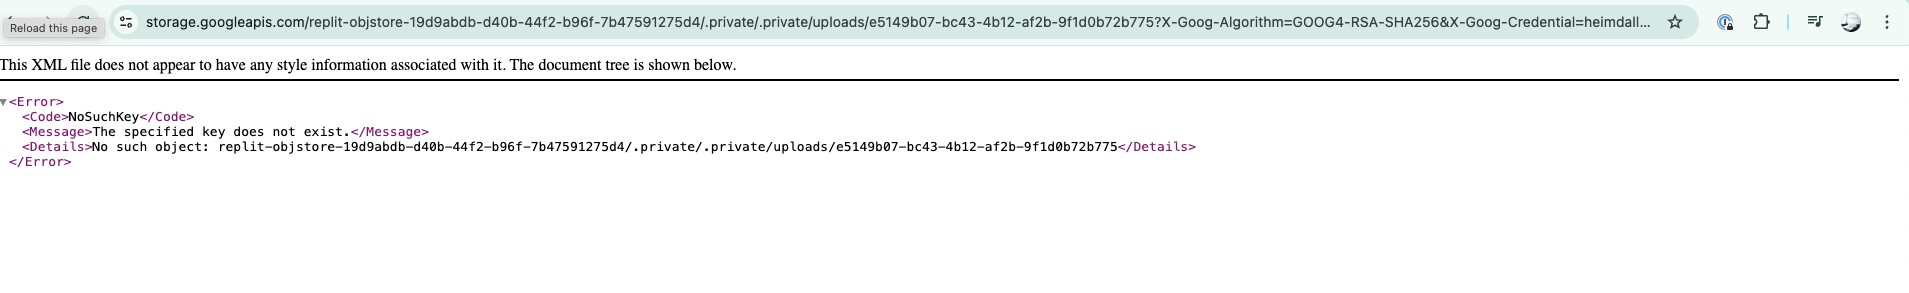 storage.googleapis.com/replit-objstore-19d9abdb-d40b-44f2-b96f-7b47591275d4/.private/.private/uploads/e5149b07-bc43-4b12-af2b-9f1d0b72b775?X-Goog-Algorithm=GOOG4-RSA-SHA256&X-Goog-Credential=heimdall...
Reload this page
This XML file does not appear to have any style information associated with it. The document tree is shown below.
<Error>
<Code>NoSuchKey</Code>
<Message>The specified key does not exist.</Message>
<Details>No such object: replit-objstore-19d9abdb-d40b-44f2-b96f-7b47591275d4/.private/.private/uploads/e5149b07-bc43-4b12-af2b-9f1d0b72b775</Details>
</Error>